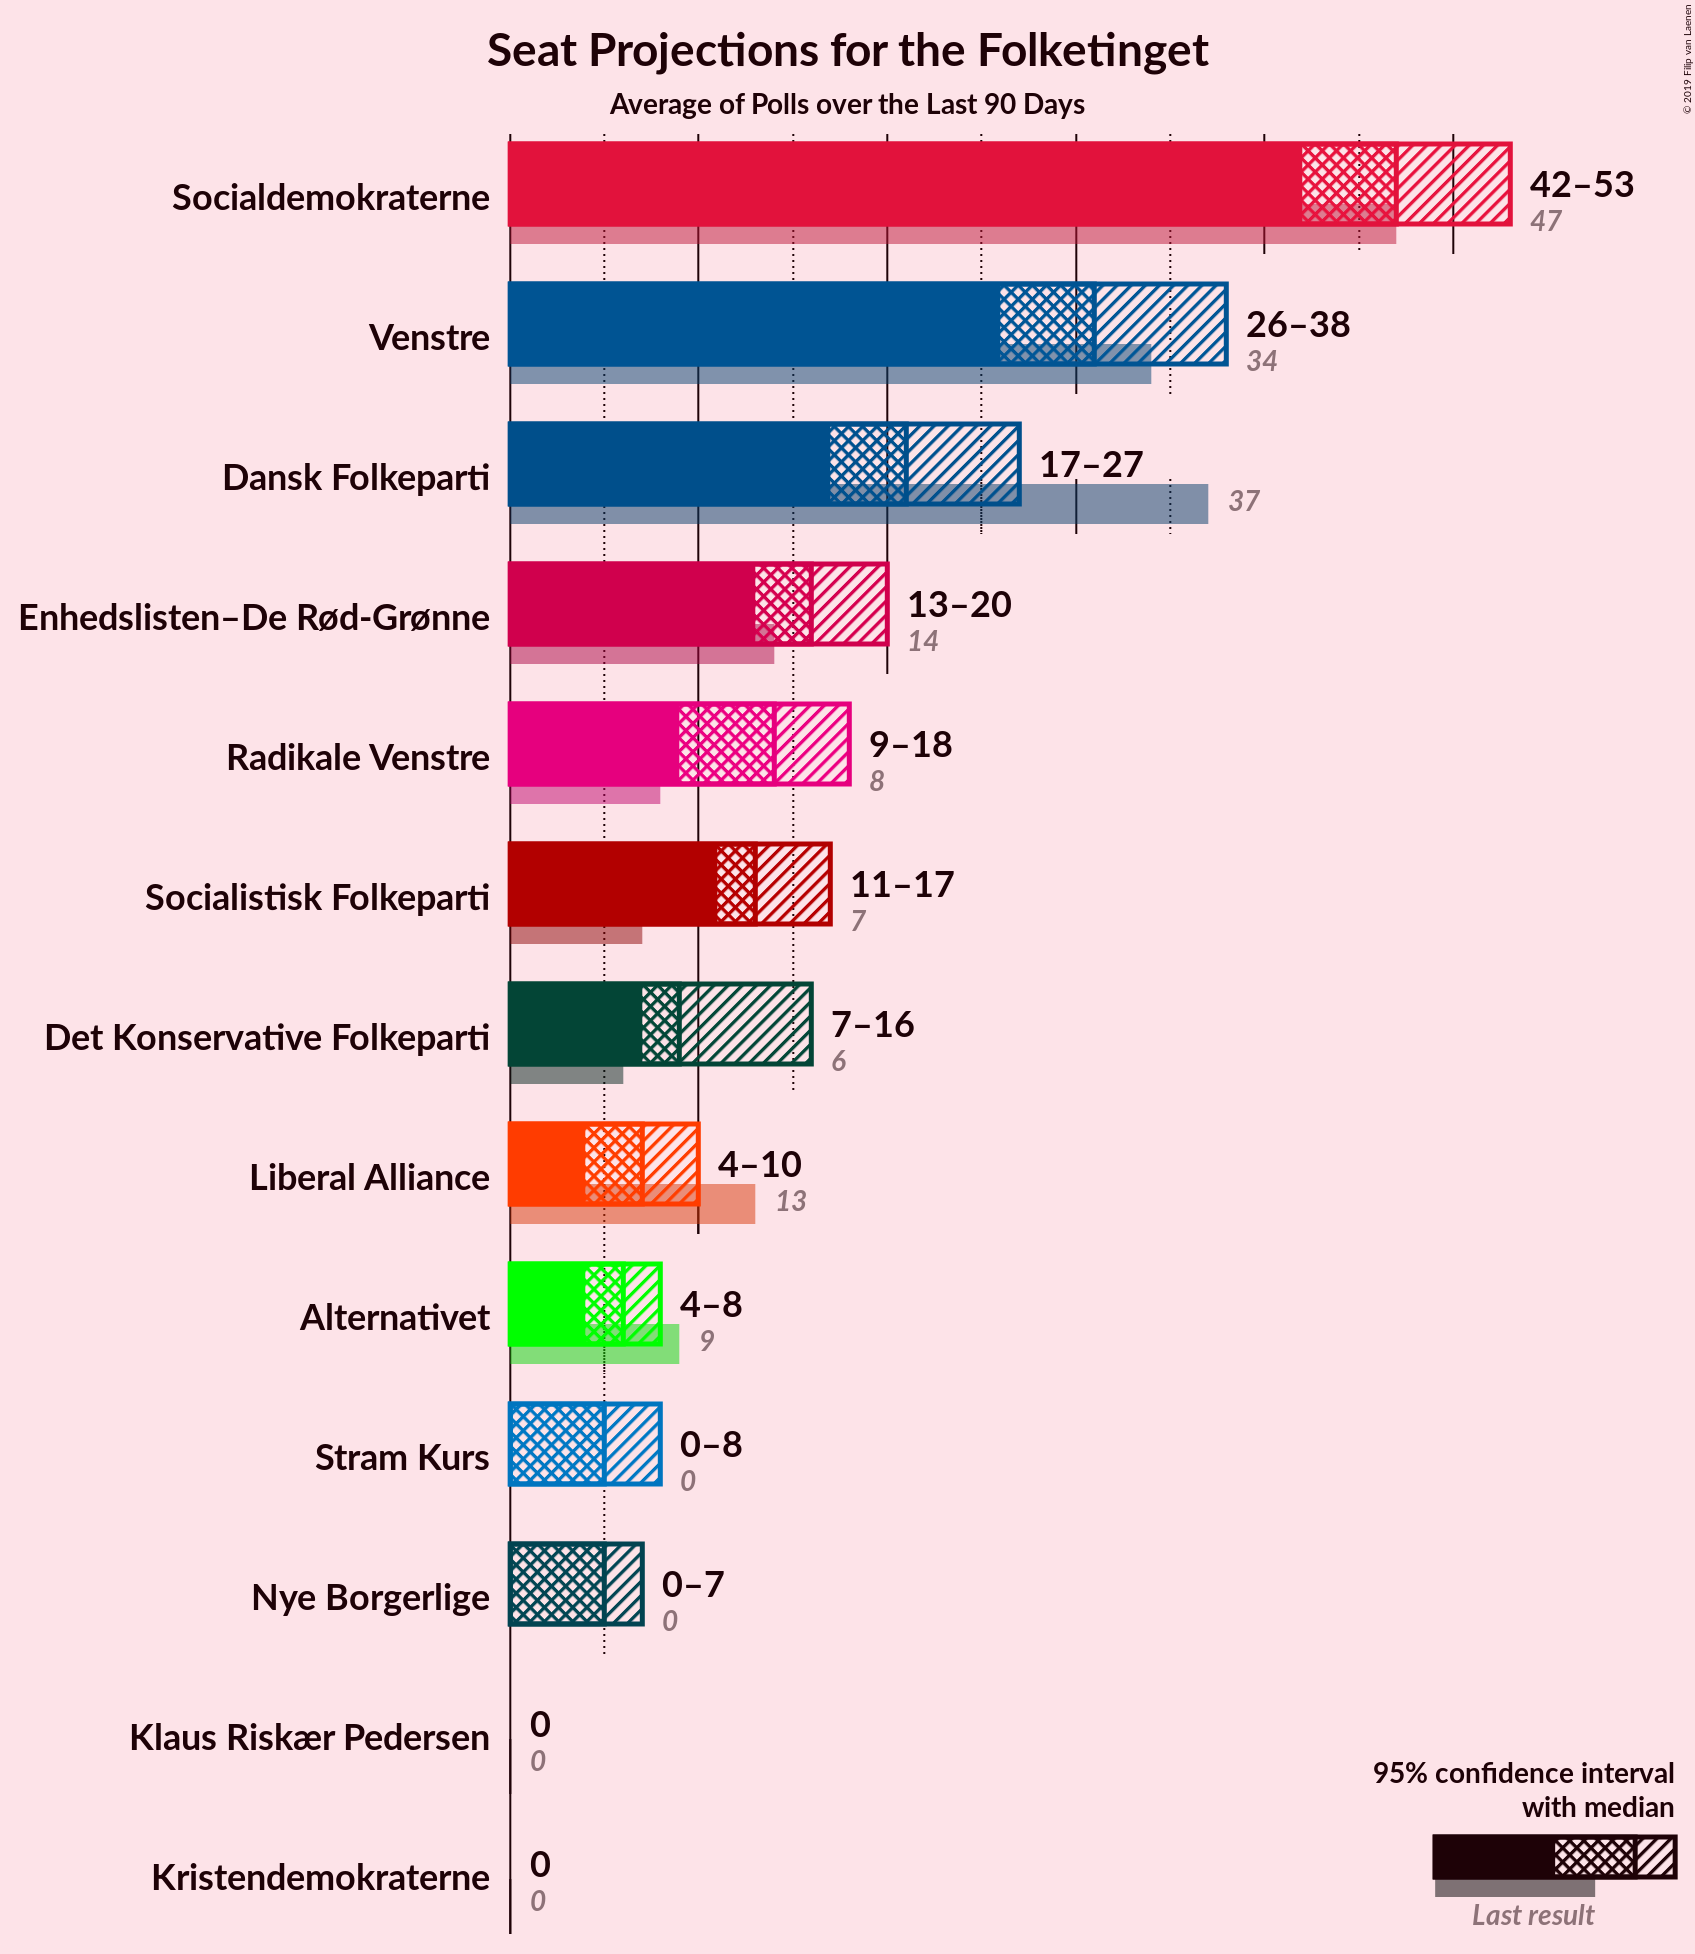 Seat Projections for the Folketinget
Average of Polls over the Last 90 Days
© 2019 Filip van Laenen
Socialdemokraterne
42–53
47
Venstre
26–38
34
Dansk Folkeparti
17–27
37
Enhedslisten–De Rød-Grønne
13–20
14
Radikale Venstre
9–18
8
Socialistisk Folkeparti
11–17
7
Det Konservative Folkeparti
7–16
6
Liberal Alliance
4–10
13
Alternativet
4–8
9
Stram Kurs
0–8
0
Nye Borgerlige
0–7
0
Klaus Riskær Pedersen
0
0
Kristendemokraterne
0
0
95% confidence interval
with median
Last result